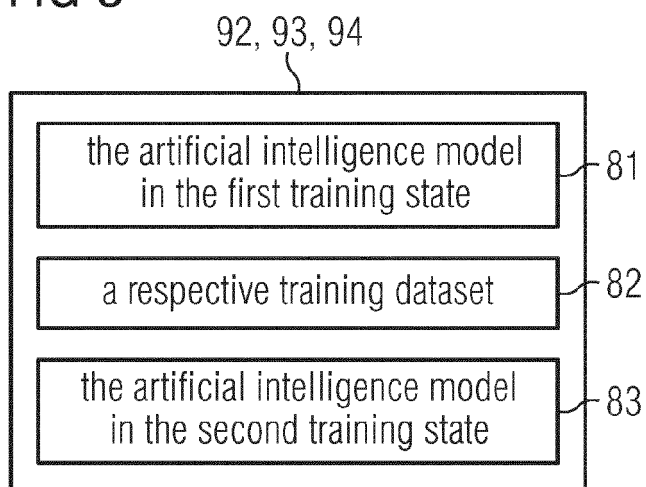 92, 93, 94
the artificial intelligence model
in the first training state
81
a respective training dataset
82
the artificial intelligence model
in the second training state
83